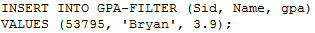 INSERT INTO GPA-FILTER (Sid, Name, gpa)
VALUES (53795, 'Bryan', 3.9);